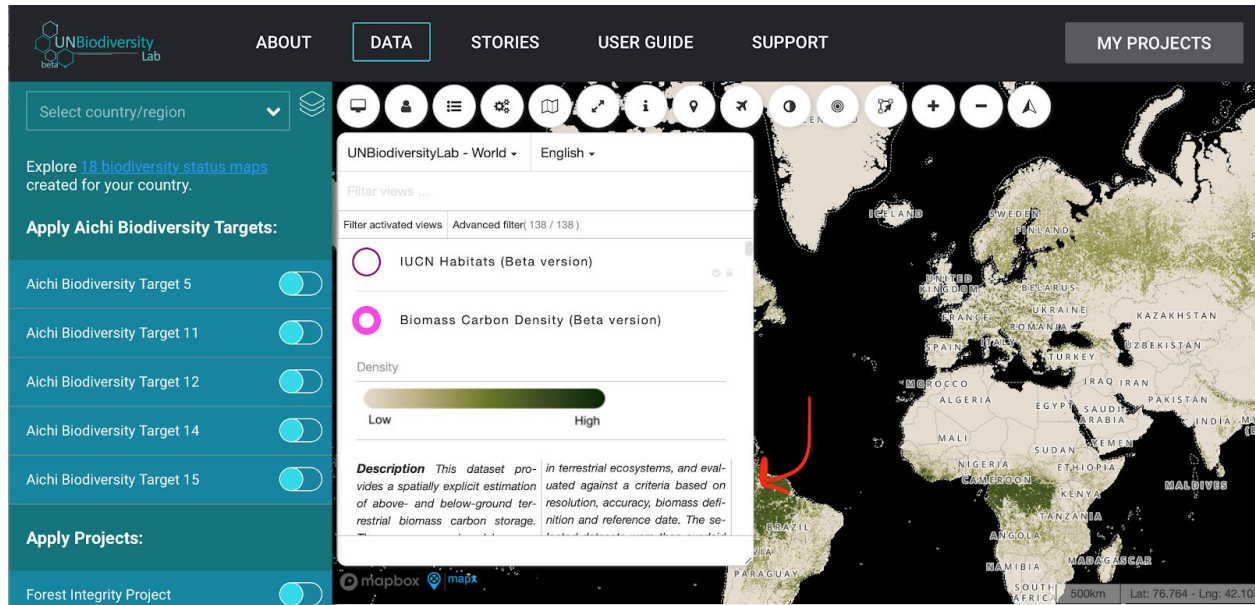 UNBiodiversity
Lab
beta
ABOUT
DATA
STORIES
USER GUIDE
SUPPORT
MY PROJECTS
Select country/region
Explore 18 biodiversity status maps
created for your country.
Apply Aichi Biodiversity Targets:
Aichi Biodiversity Target 5
Aichi Biodiversity Target 11
Aichi Biodiversity Target 12
Aichi Biodiversity Target 14
Aichi Biodiversity Target 15
Apply Projects:
Forest Integrity Project
UNBiodiversityLab - World
English
Filter views ...
Filter activated views
Advanced filter( 138 / 138 )
IUCN Habitats (Beta version)
Biomass Carbon Density (Beta version)
Density
Low
High
Description This dataset pro-
vides a spatially explicit estimation
of above- and below-ground ter-
restrial biomass carbon storage.
in terrestrial ecosystems, and eval-
uated against a criteria based on
resolution, accuracy, biomass defi-
nition and reference date. The se-
mapbox
mapx
ICELAND
SWEDEN
FINLAND
UNITED
KINGDOM
BELARUS
FRANCE
UKRAINE
ROMANIA
KAZAKHSTAN
SPAIN
ITALY
TURKEY
UZBEKISTAN
MOROCCO
ALGERIA
IRAQ
IRAN
EGYPT
SAUDI
ARABIA
PAKISTAN
INDIA
MALI
SUDAN
YEMEN
NIGERIA
ETHIOPIA
CAMEROON
KENYA
MALDIVES
TANZANIA
BRAZIL
ANGOLA
PARAGUAY
NAMIBIA
MADAGASCAR
SOUTH
AFRICA
500km
Lat: 76.764 - Lng: 42.10